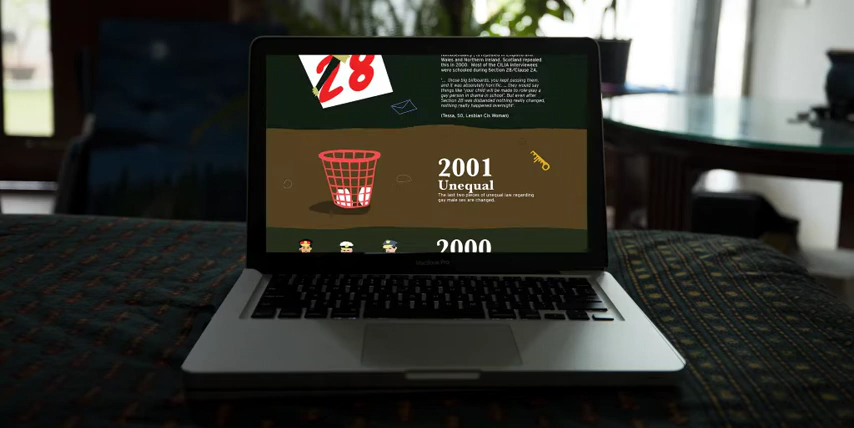 28
Wales and Northern Ireland. Scotland repealed
this in 2000. Most of the CILIA interviewees
were schooled during Section 28/Clause 2A.
'... those big billboards, you kept passing them,
and it was absolutely horrific. ... they would say
things like 'your child will be made to role-play a
gay person in drama in school'. But even after
Section 28 was disbanded nothing really changed,
nothing really happened overnight'.
(Tessa, 50, Lesbian Cis Woman)
2001
Unequal
The last two pieces of unequal law regarding
gay male sex are changed.
2000
MacBook Pro